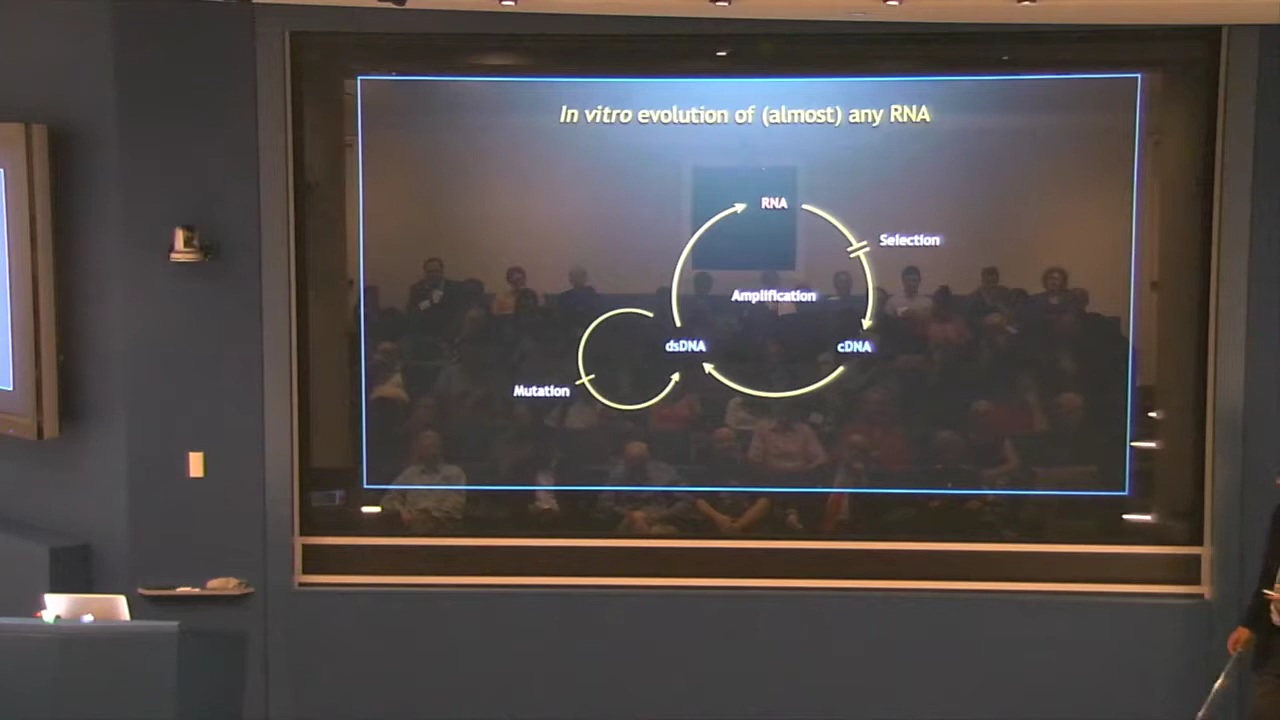 In vitro evolution of (almost) any RNA
RNA
Selection
Amplification
dsDNA
cDNA
Mutation